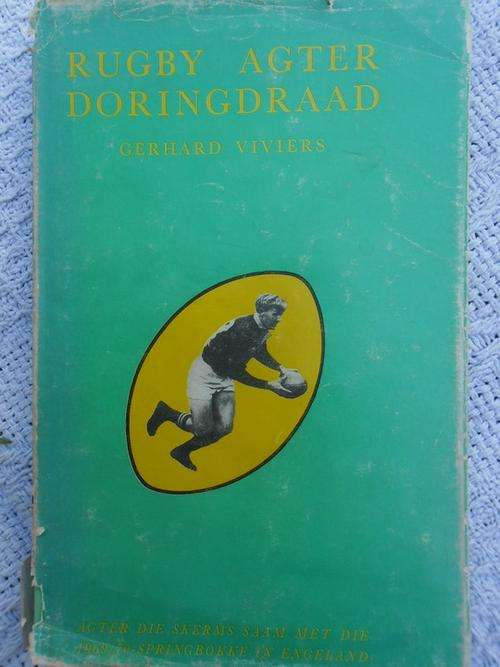 RUGBY AGTER
DORINGDRAAD
GERHARD VIVIERS
AGTER DIE SKERMS SAAM MET DIE
1969-70-SPRINGBOKKE IN ENGELAND